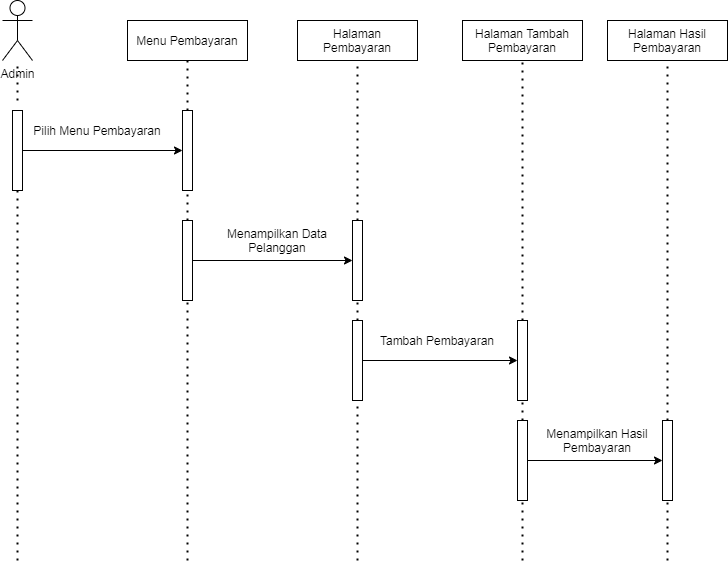 Admin
Menu Pembayaran
Halaman
Pembayaran
Halaman Tambah
Pembayaran
Halaman Hasil
Pembayaran
Pilih Menu Pembayaran
Menampilkan Data
Pelanggan
Tambah Pembayaran
Menampilkan Hasil
Pembayaran